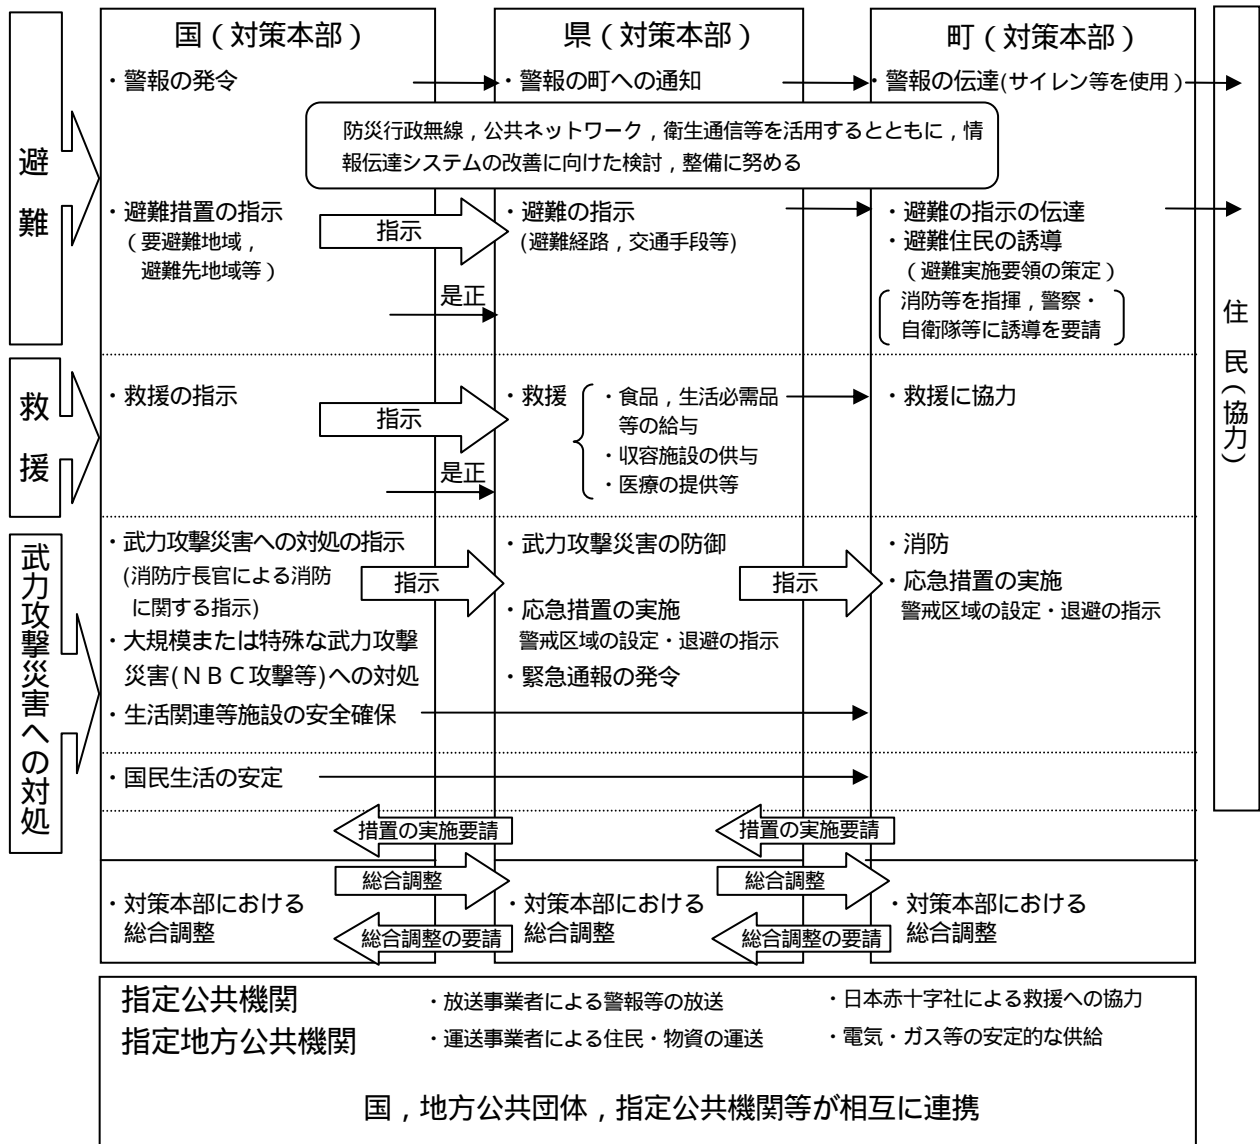 国（対策本部）
県（対策本部）
町（対策本部）
避難
・警報の発令
・警報の町への通知
・警報の伝達(サイレン等を使用）
防災行政無線，公共ネットワーク，衛生通信等を活用するとともに，情
報伝達システムの改善に向けた検討，整備に努める
・避難措置の指示
（要避難地域，
避難先地域等）
指示
是正
・避難の指示
(避難経路，交通手段等)
・避難の指示の伝達
・避難住民の誘導
（避難実施要領の策定）
消防等を指揮，警察・
自衛隊等に誘導を要請
住民(協力)
救援
・救援の指示
指示
是正
・救援
・食品，生活必需品
等の給与
・収容施設の供与
・医療の提供等
・救援に協力
武力攻撃災害への対処
・武力攻撃災害への対処の指示
(消防庁長官による消防
に関する指示)
・大規模または特殊な武力攻撃
災害(ＮＢＣ攻撃等)への対処
・生活関連等施設の安全確保
指示
・武力攻撃災害の防御
・応急措置の実施
警戒区域の設定・退避の指示
・緊急通報の発令
指示
・消防
・応急措置の実施
警戒区域の設定・退避の指示
・国民生活の安定
措置の実施要請
措置の実施要請
総合調整
総合調整
・対策本部における
総合調整
総合調整の要請
・対策本部における
総合調整
総合調整の要請
・対策本部における
総合調整
指定公共機関
・放送事業者による警報等の放送
・日本赤十字社による救援への協力
指定地方公共機関
・運送事業者による住民・物資の運送
・電気・ガス等の安定的な供給
国，地方公共団体，指定公共機関等が相互に連携